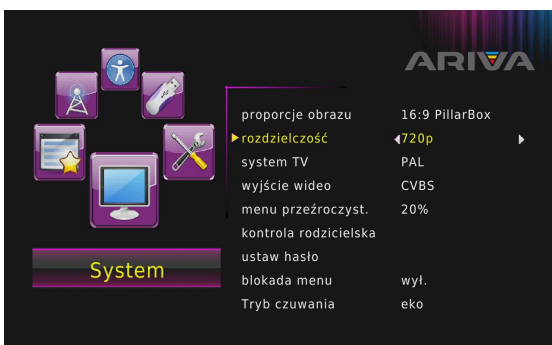 ARIVA
proporcje obrazu 16:9 PillarBox
rozdzielczość 720p
system TV PAL
wyjście wideo CVBS
menu przeźroczyst. 20%
kontrola rodzicielska
ustaw hasło
blokada menu wył.
Tryb czuwania eko
System